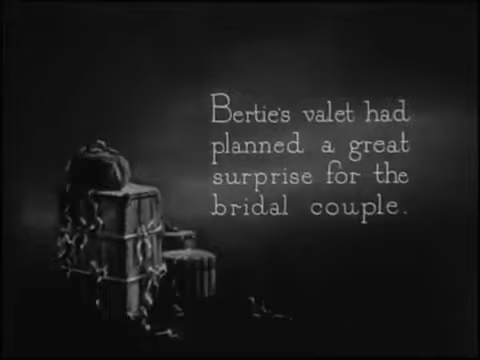 Bertie's valet had
planned a great
surprise for the
bridal couple.